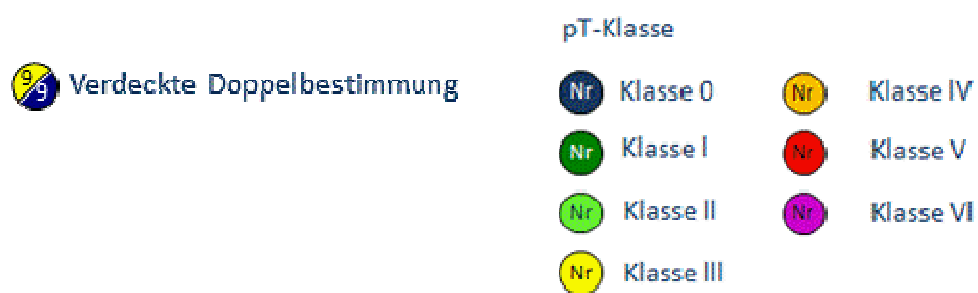 pT-Klasse
9
9 Verdeckte Doppelbestimmung
Nr Klasse 0
Nr Klasse IV
Nr Klasse I
Nr Klasse V
Nr Klasse II
Nr Klasse VI
Nr Klasse III